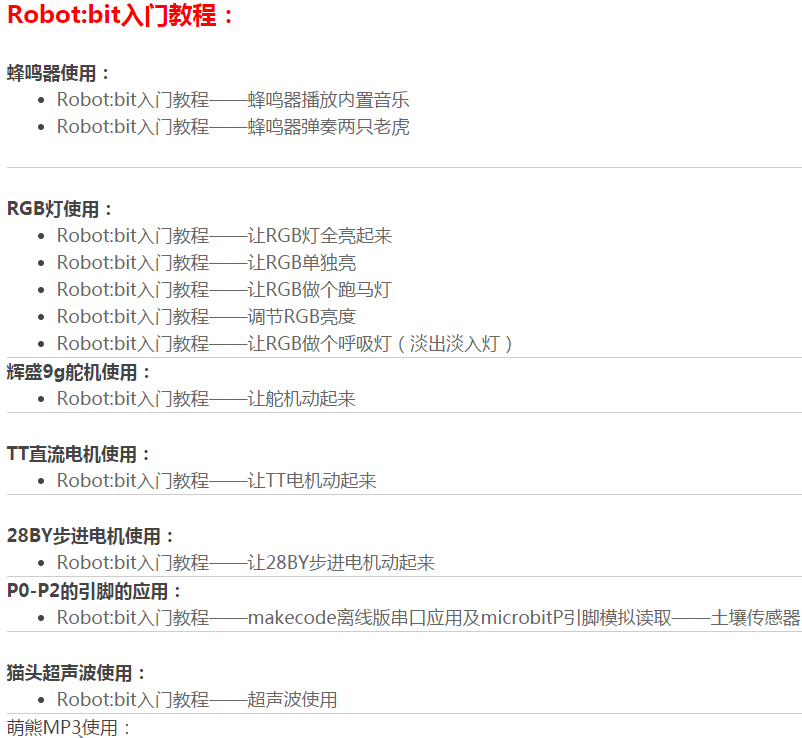 Robot:bit入门教程：
蜂鸣器使用：
Robot:bit入门教程——蜂鸣器播放内置音乐
Robot:bit入门教程——蜂鸣器弹奏两只老虎
RGB灯使用：
Robot:bit入门教程——让RGB灯全亮起来
Robot:bit入门教程——让RGB单独亮
Robot:bit入门教程——让RGB做个跑马灯
Robot:bit入门教程——调节RGB亮度
Robot:bit入门教程——让RGB做个呼吸灯（淡出淡入灯）
辉盛9g舵机使用：
Robot:bit入门教程——让舵机动起来
TT直流电机使用：
Robot:bit入门教程——让TT电机动起来
28BY步进电机使用：
Robot:bit入门教程——让28BY步进电机动起来
P0-P2的引脚的应用：
Robot:bit入门教程——makecode离线版串口应用及microbitP引脚模拟读取——土壤传感器
猫头超声波使用：
Robot:bit入门教程——超声波使用
萌熊MP3使用：